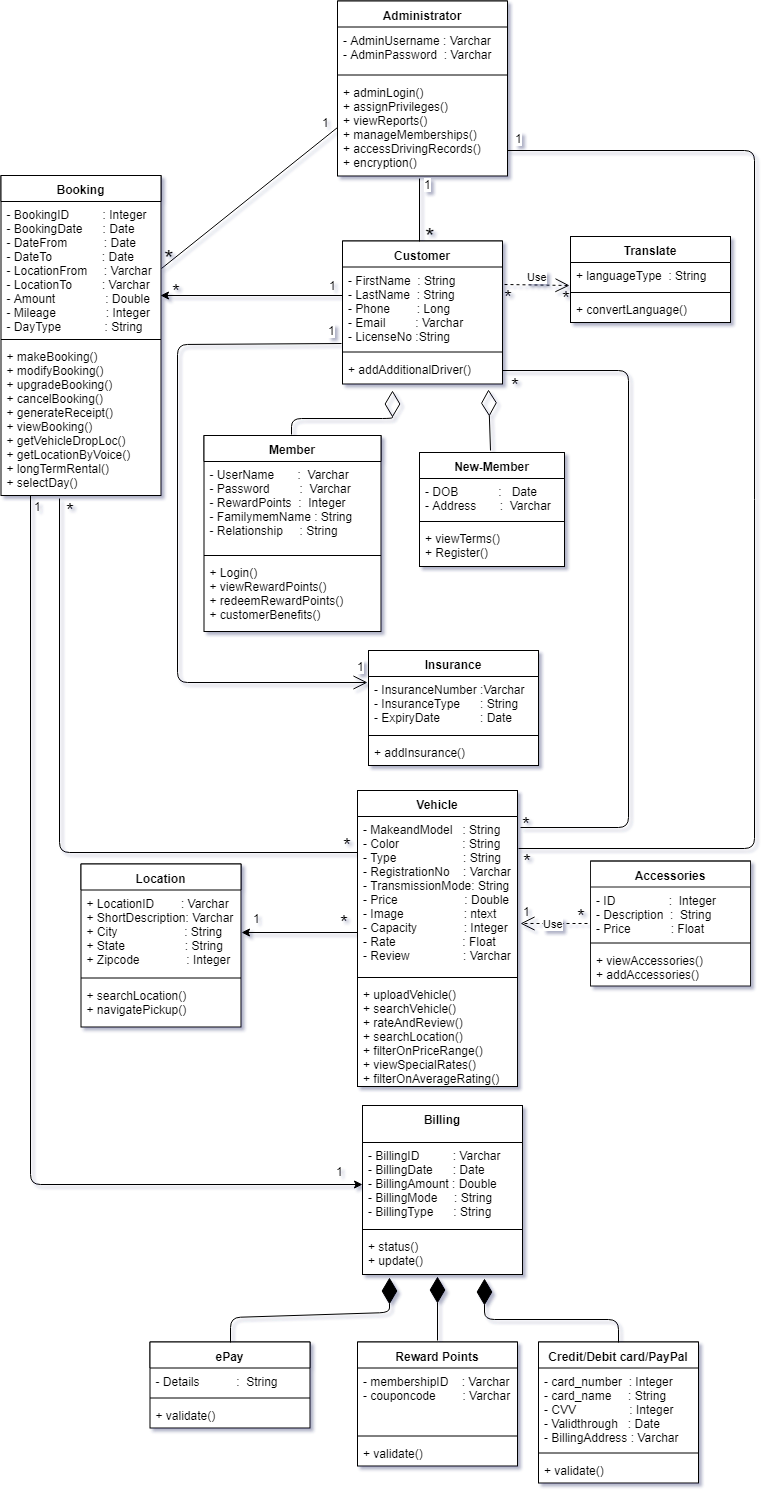 Administrator
- AdminUsername : Varchar
- AdminPassword : Varchar
+ adminLogin()
+ assignPrivileges()
+ viewReports()
+ manageMemberships()
+ accessDrivingRecords()
+ encryption()
1
1
1
*
*
Booking
- BookingID : Integer
- BookingDate : Date
- DateFrom : Date
- DateTo : Date
- LocationFrom : Varchar
- LocationTo : Varchar
- Amount : Double
- Mileage : Integer
- DayType : String
+ makeBooking()
+ modifyBooking()
+ upgradeBooking()
+ cancelBooking()
+ generateReceipt()
+ viewBooking()
+ getVehicleDropLoc()
+ getLocationByVoice()
+ longTermRental()
+ selectDay()
*
1
1
*
Customer
- FirstName : String
- LastName : String
- Phone : Long
- Email : Varchar
- LicenseNo :String
+ addAdditionalDriver()
1
*
Use
*
*
Translate
+ languageType : String
+ convertLanguage()
Member
- UserName : Varchar
- Password : Varchar
- RewardPoints : Integer
- FamilymemName : String
- Relationship : String
+ Login()
+ viewRewardPoints()
+ redeemRewardPoints()
+ customerBenefits()
New-Member
- DOB : Date
- Address : Varchar
+ viewTerms()
+ Register()
1
Insurance
- InsuranceNumber :Varchar
- InsuranceType : String
- ExpiryDate : Date
+ addInsurance()
*
*
*
Vehicle
- MakeandModel : String
- Color : String
- Type : String
- RegistrationNo : Varchar
- TransmissionMode: String
- Price : Double
- Image : ntext
- Capacity : Integer
- Rate : Float
- Review : Varchar
+ uploadVehicle()
+ searchVehicle()
+ rateAndReview()
+ searchLocation()
+ filterOnPriceRange()
+ viewSpecialRates()
+ filterOnAverageRating()
Location
+ LocationID : Varchar
+ ShortDescription: Varchar
+ City : String
+ State : String
+ Zipcode : Integer
+ searchLocation()
+ navigatePickup()
1
*
1
Use
*
Accessories
- ID : Integer
- Description : String
- Price : Float
+ viewAccessories()
+ addAccessories()
1
Billing
- BillingID : Varchar
- BillingDate : Date
- BillingAmount : Double
- BillingMode : String
- BillingType : String
+ status()
+ update()
ePay
- Details : String
+ validate()
Reward Points
- membershipID : Varchar
- couponcode : Varchar
+ validate()
Credit/Debit card/PayPal
- card_number : Integer
- card_name : String
- CVV : Integer
- Validthrough : Date
- BillingAddress : Varchar
+ validate()